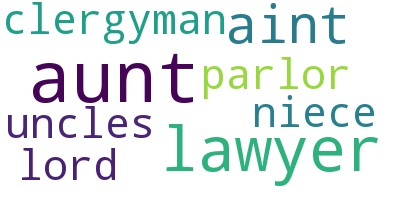 clergyman aint
aunt parlor
uncles niece
lord lawyer